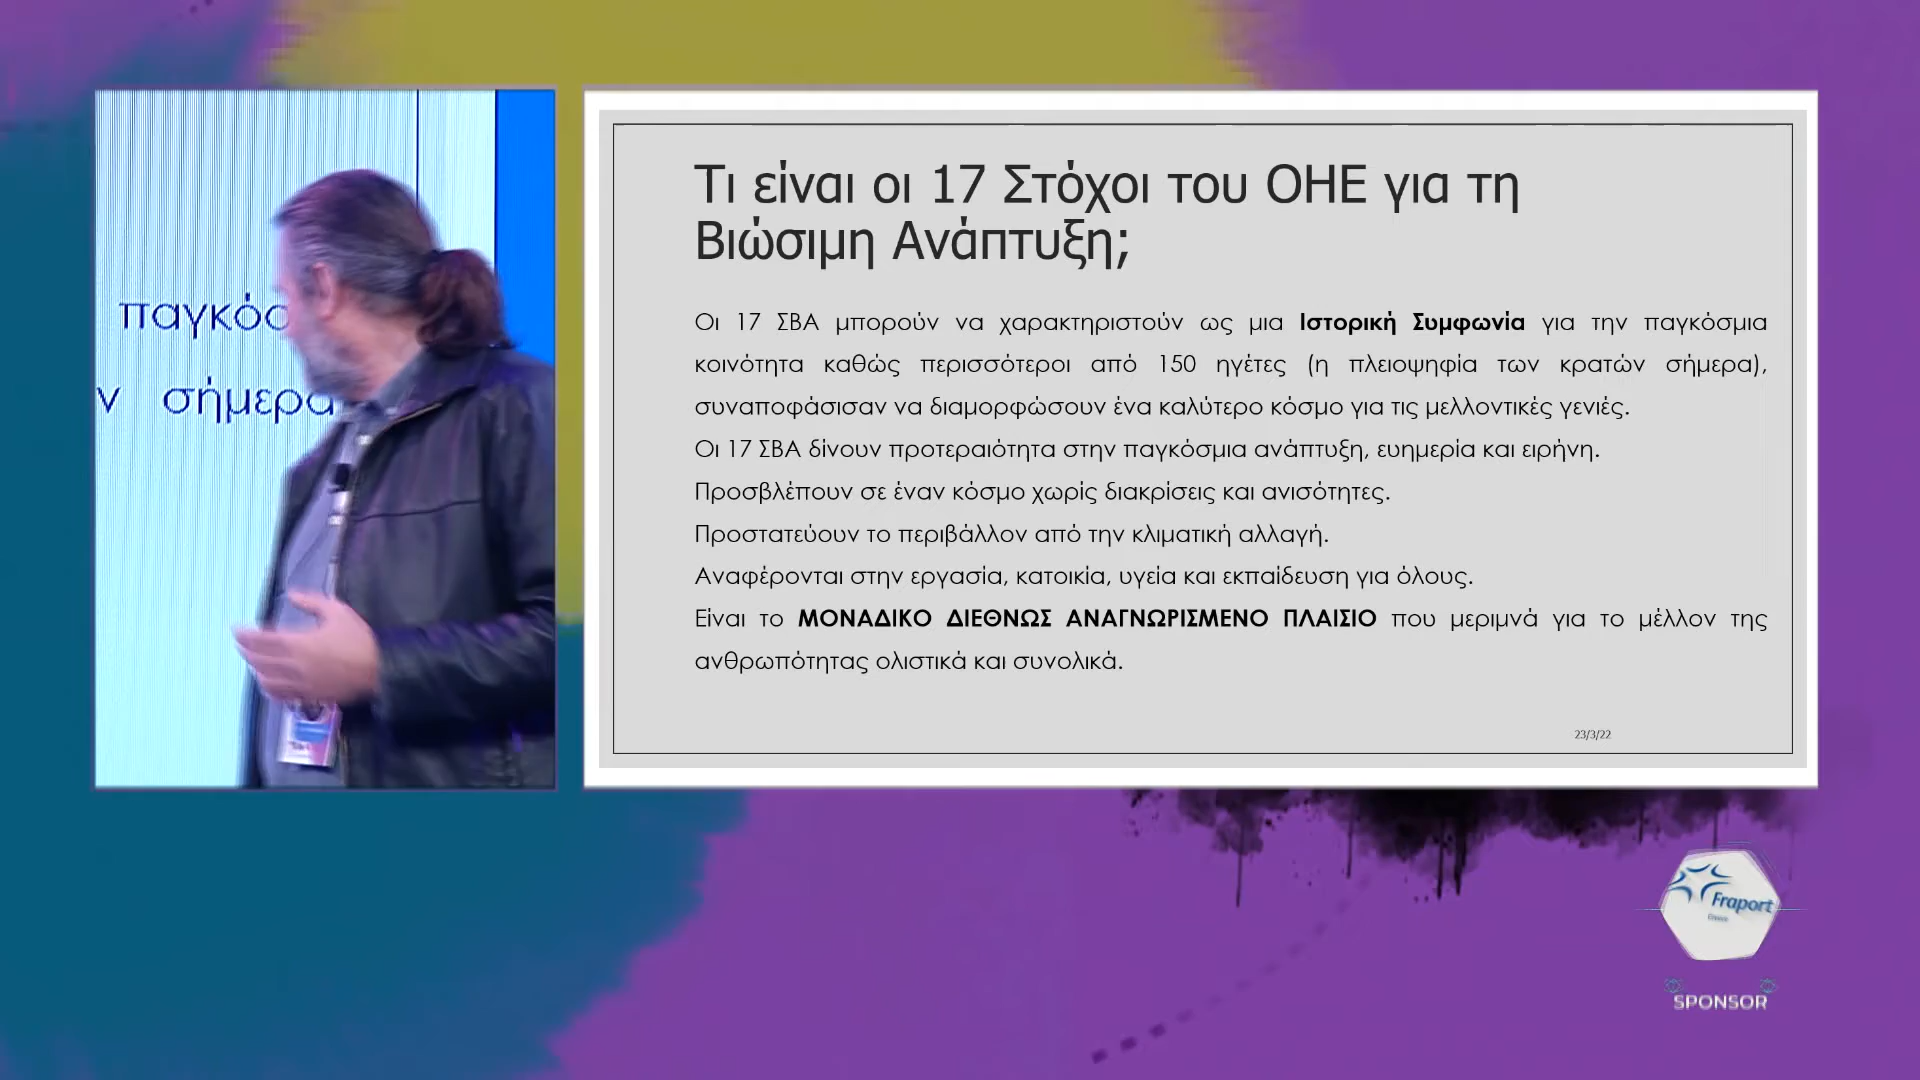 παγκόσ
ν σήμερα
Τι είναι οι 17 Στόχοι του ΟΗΕ για τη
Βιώσιμη Ανάπτυξη;
Οι 17 ΣΒΑ μπορούν να χαρακτηριστούν ως μια Ιστορική Συμφωνία για την παγκόσμια
κοινότητα καθώς περισσότεροι από 150 ηγέτες (η πλειοψηφία των κρατών σήμερα),
συναποφάσισαν να διαμορφώσουν ένα καλύτερο κόσμο για τις μελλοντικές γενιές.
Οι 17 ΣΒΑ δίνουν προτεραιότητα στην παγκόσμια ανάπτυξη, ευημερία και ειρήνη.
Προσβλέπουν σε έναν κόσμο χωρίς διακρίσεις και ανισότητες.
Προστατεύουν το περιβάλλον από την κλιματική αλλαγή.
Αναφέρονται στην εργασία, κατοικία, υγεία και εκπαίδευση για όλους.
Είναι το ΜΟΝΑΔΙΚΟ ΔΙΕΘΝΩΣ ΑΝΑΓΝΩΡΙΣΜΕΝΟ ΠΛΑΙΣΙΟ που μεριμνά για το μέλλον της
ανθρωπότητας ολιστικά και συνολικά.
23/3/22
Fraport
SPONSOR